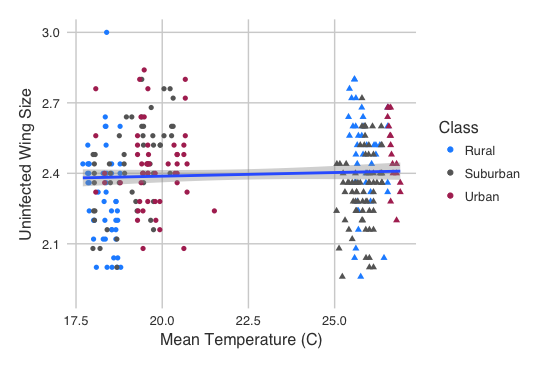 3.0
2.7
2.4
2.1
Uninfected Wing Size
17.5 20.0 22.5 25.0
Mean Temperature (C)
Class
Rural
Suburban
Urban